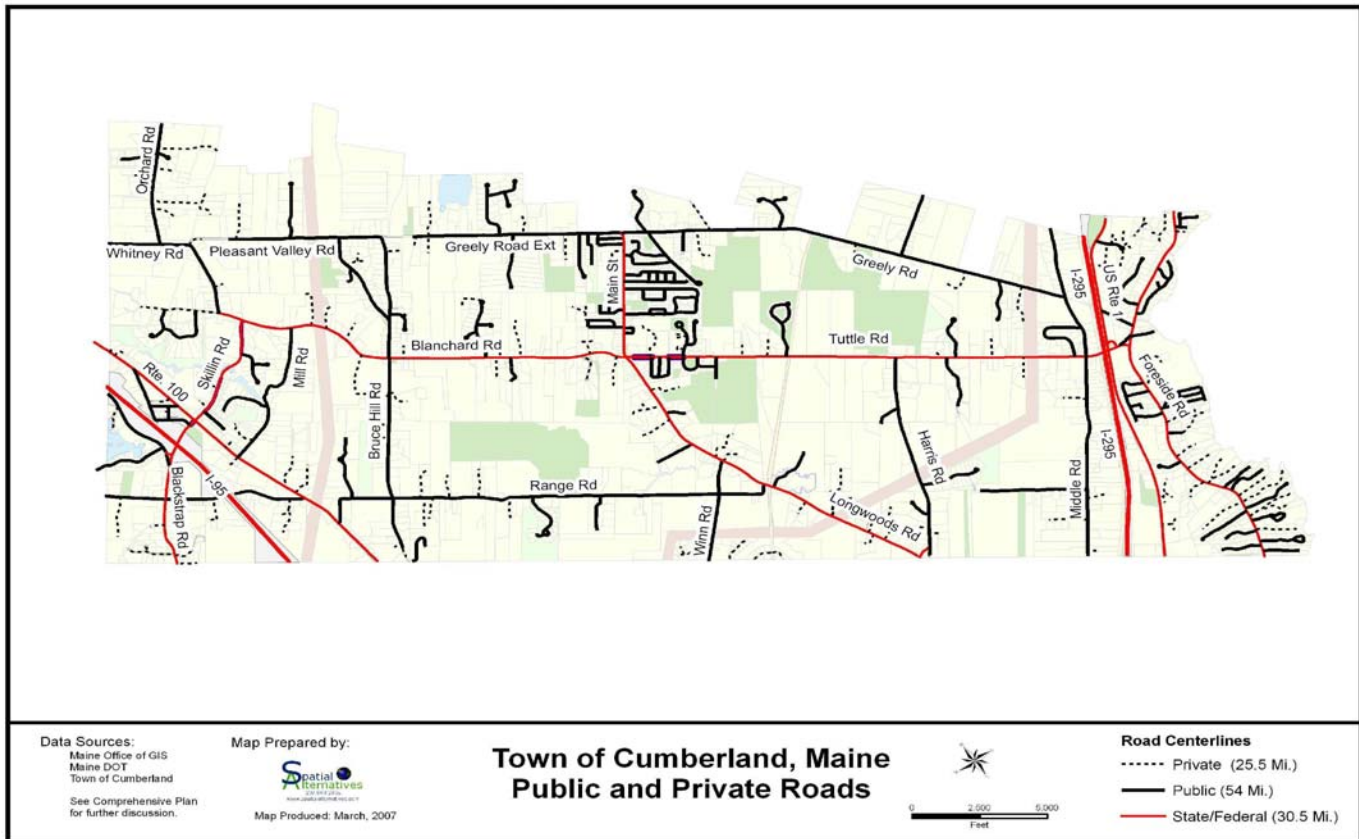 Orchard Rd
Whitney Rd
Pleasant Valley Rd
Greely Road Ext
Main St
Greely Rd
I-295
US Rte 1
Skillin Rd
Mill Rd
Blanchard Rd
Tuttle Rd
Rte. 100
Bruce Hill Rd
Foreside Rd
I-295
Harris Rd
Middle Rd
Blackstrap Rd
I-95
Range Rd
Winn Rd
Longwoods Rd
Data Sources:
Maine Office of GIS
Maine DOT
Town of Cumberland
See Comprehensive Plan
for further discussion.
Map Prepared by:
Spatial
Alternatives
Map Produced: March, 2007
Town of Cumberland, Maine
Public and Private Roads
0 2,500 5,000
Feet
Road Centerlines
Private (25.5 Mi.)
Public (54 Mi.)
State/Federal (30.5 Mi.)